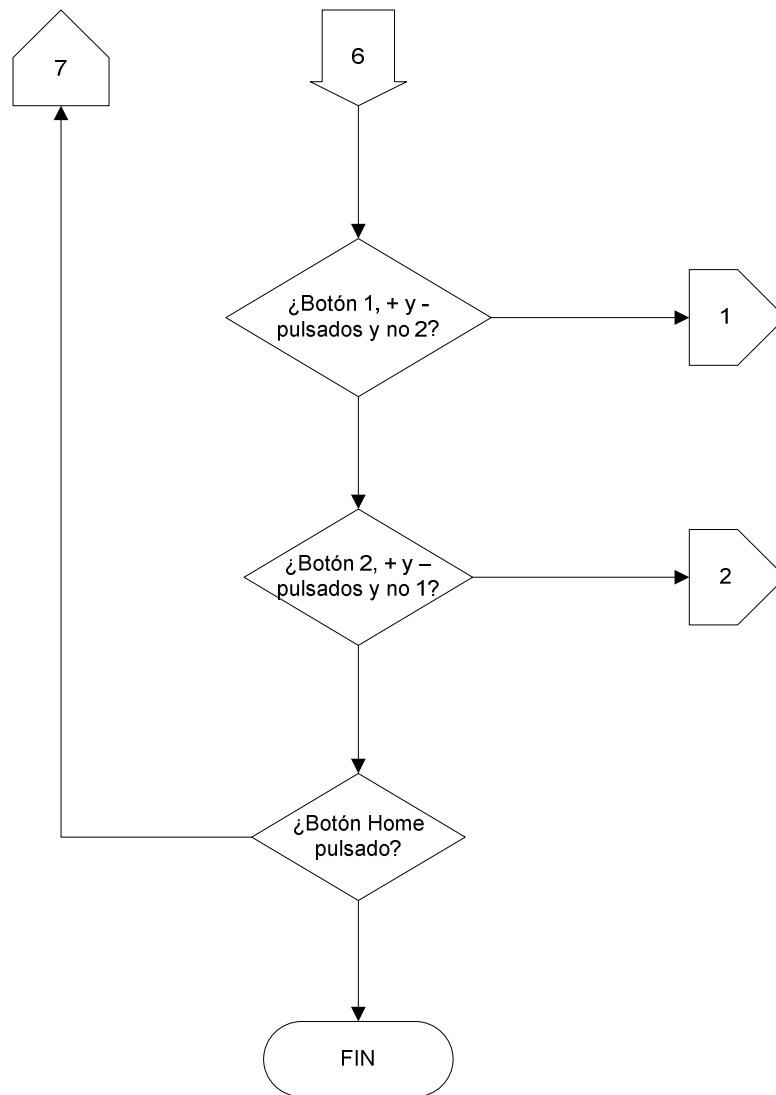 7
6
¿Botón 1, + y -
pulsados y no 2?
1
¿Botón 2, + y –
pulsados y no 1?
2
¿Botón Home
pulsado?
FIN